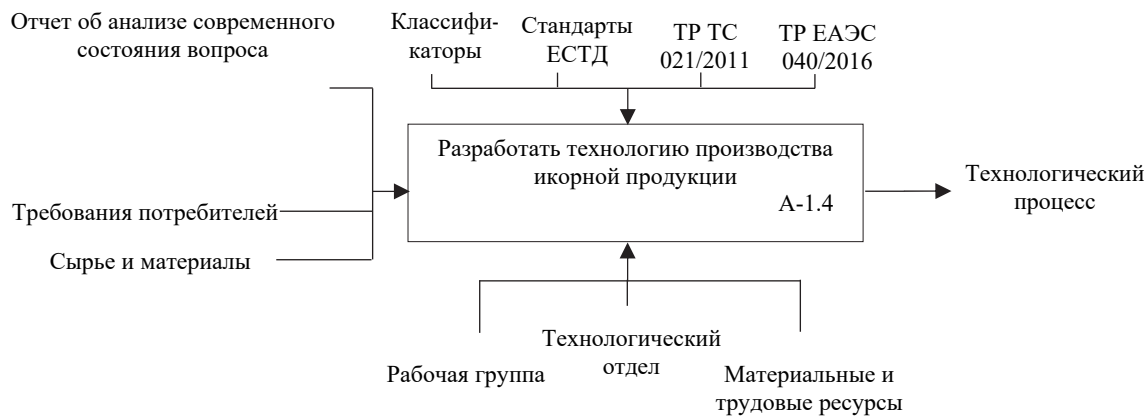 Отчет об анализе современного
состояния вопроса
Классифи-
каторы
Стандарты
ЕСТД
ТР ТС
021/2011
ТР ЕАЭС
040/2016
Разработать технологию производства
икорной продукции
А-1.4
Технологический
процесс
Требования потребителей
Сырье и материалы
Рабочая группа
Технологический
отдел
Материальные и
трудовые ресурсы